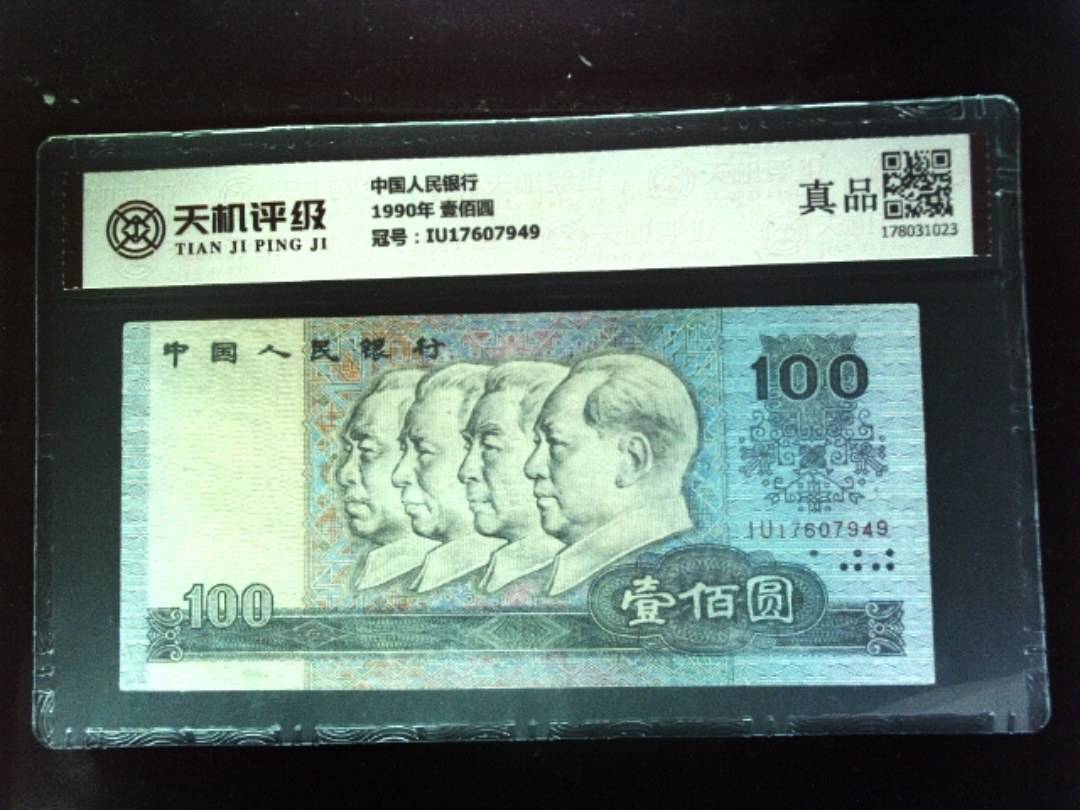 天机评级
TIAN JI PING JI
中国人民银行
1990年 壹佰圆
冠号：IU17607949
真品
178031023
中国人民银行
100
IU17607949
100
壹佰圆